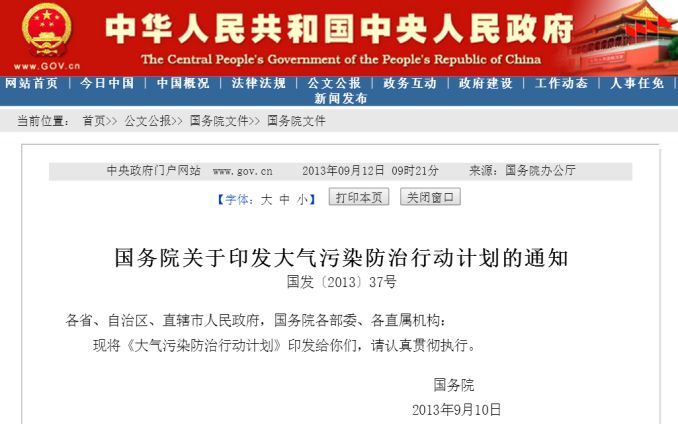 中华人民共和国中央人民政府
www.GOV.cn
The Central People's Government of the People's Republic of China
网站首页 | 今日中国 | 中国概况 | 法律法规 | 公文公报 | 政务互动 | 政府建设 | 工作动态 | 人事任免 |
新闻发布
当前位置： 首页>> 公文公报>> 国务院文件>> 国务院文件
中央政府门户网站 www.gov.cn 2013年09月12日 09时21分 来源：国务院办公厅
【字体：大 中 小】 打印本页 关闭窗口
国务院关于印发大气污染防治行动计划的通知
国发〔2013〕37号
各省、自治区、直辖市人民政府，国务院各部委、各直属机构：
现将《大气污染防治行动计划》印发给你们，请认真贯彻执行。
国务院
2013年9月10日